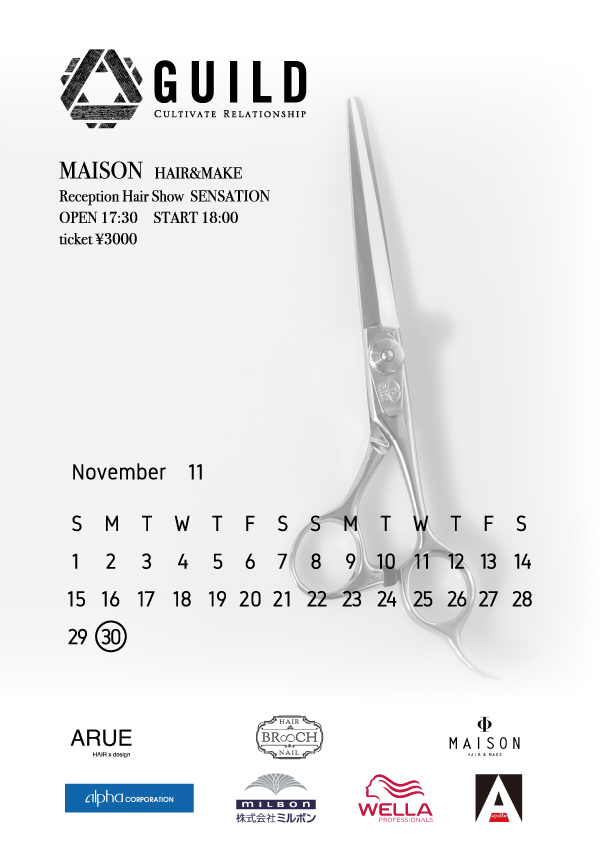 GUILD
CULTIVATE RELATIONSHIP
MAISON HAIR&MAKE
Reception Hair Show SENSATION
OPEN 17:30 START 18:00
ticket ¥3000
November 11
S M T W T F S S M T W T F S
1 2 3 4 5 6 7 8 9 10 11 12 13 14
15 16 17 18 19 20 21 22 23 24 25 26 27 28
29 30
ARUE
HAIR x design
HAIR
BROOCH
NAIL
MAISON
HAIR & MAKE
alpha CORPORATION
MILBON
株式会社ミルボン
WELLA
PROFESSIONALS
A
apollo